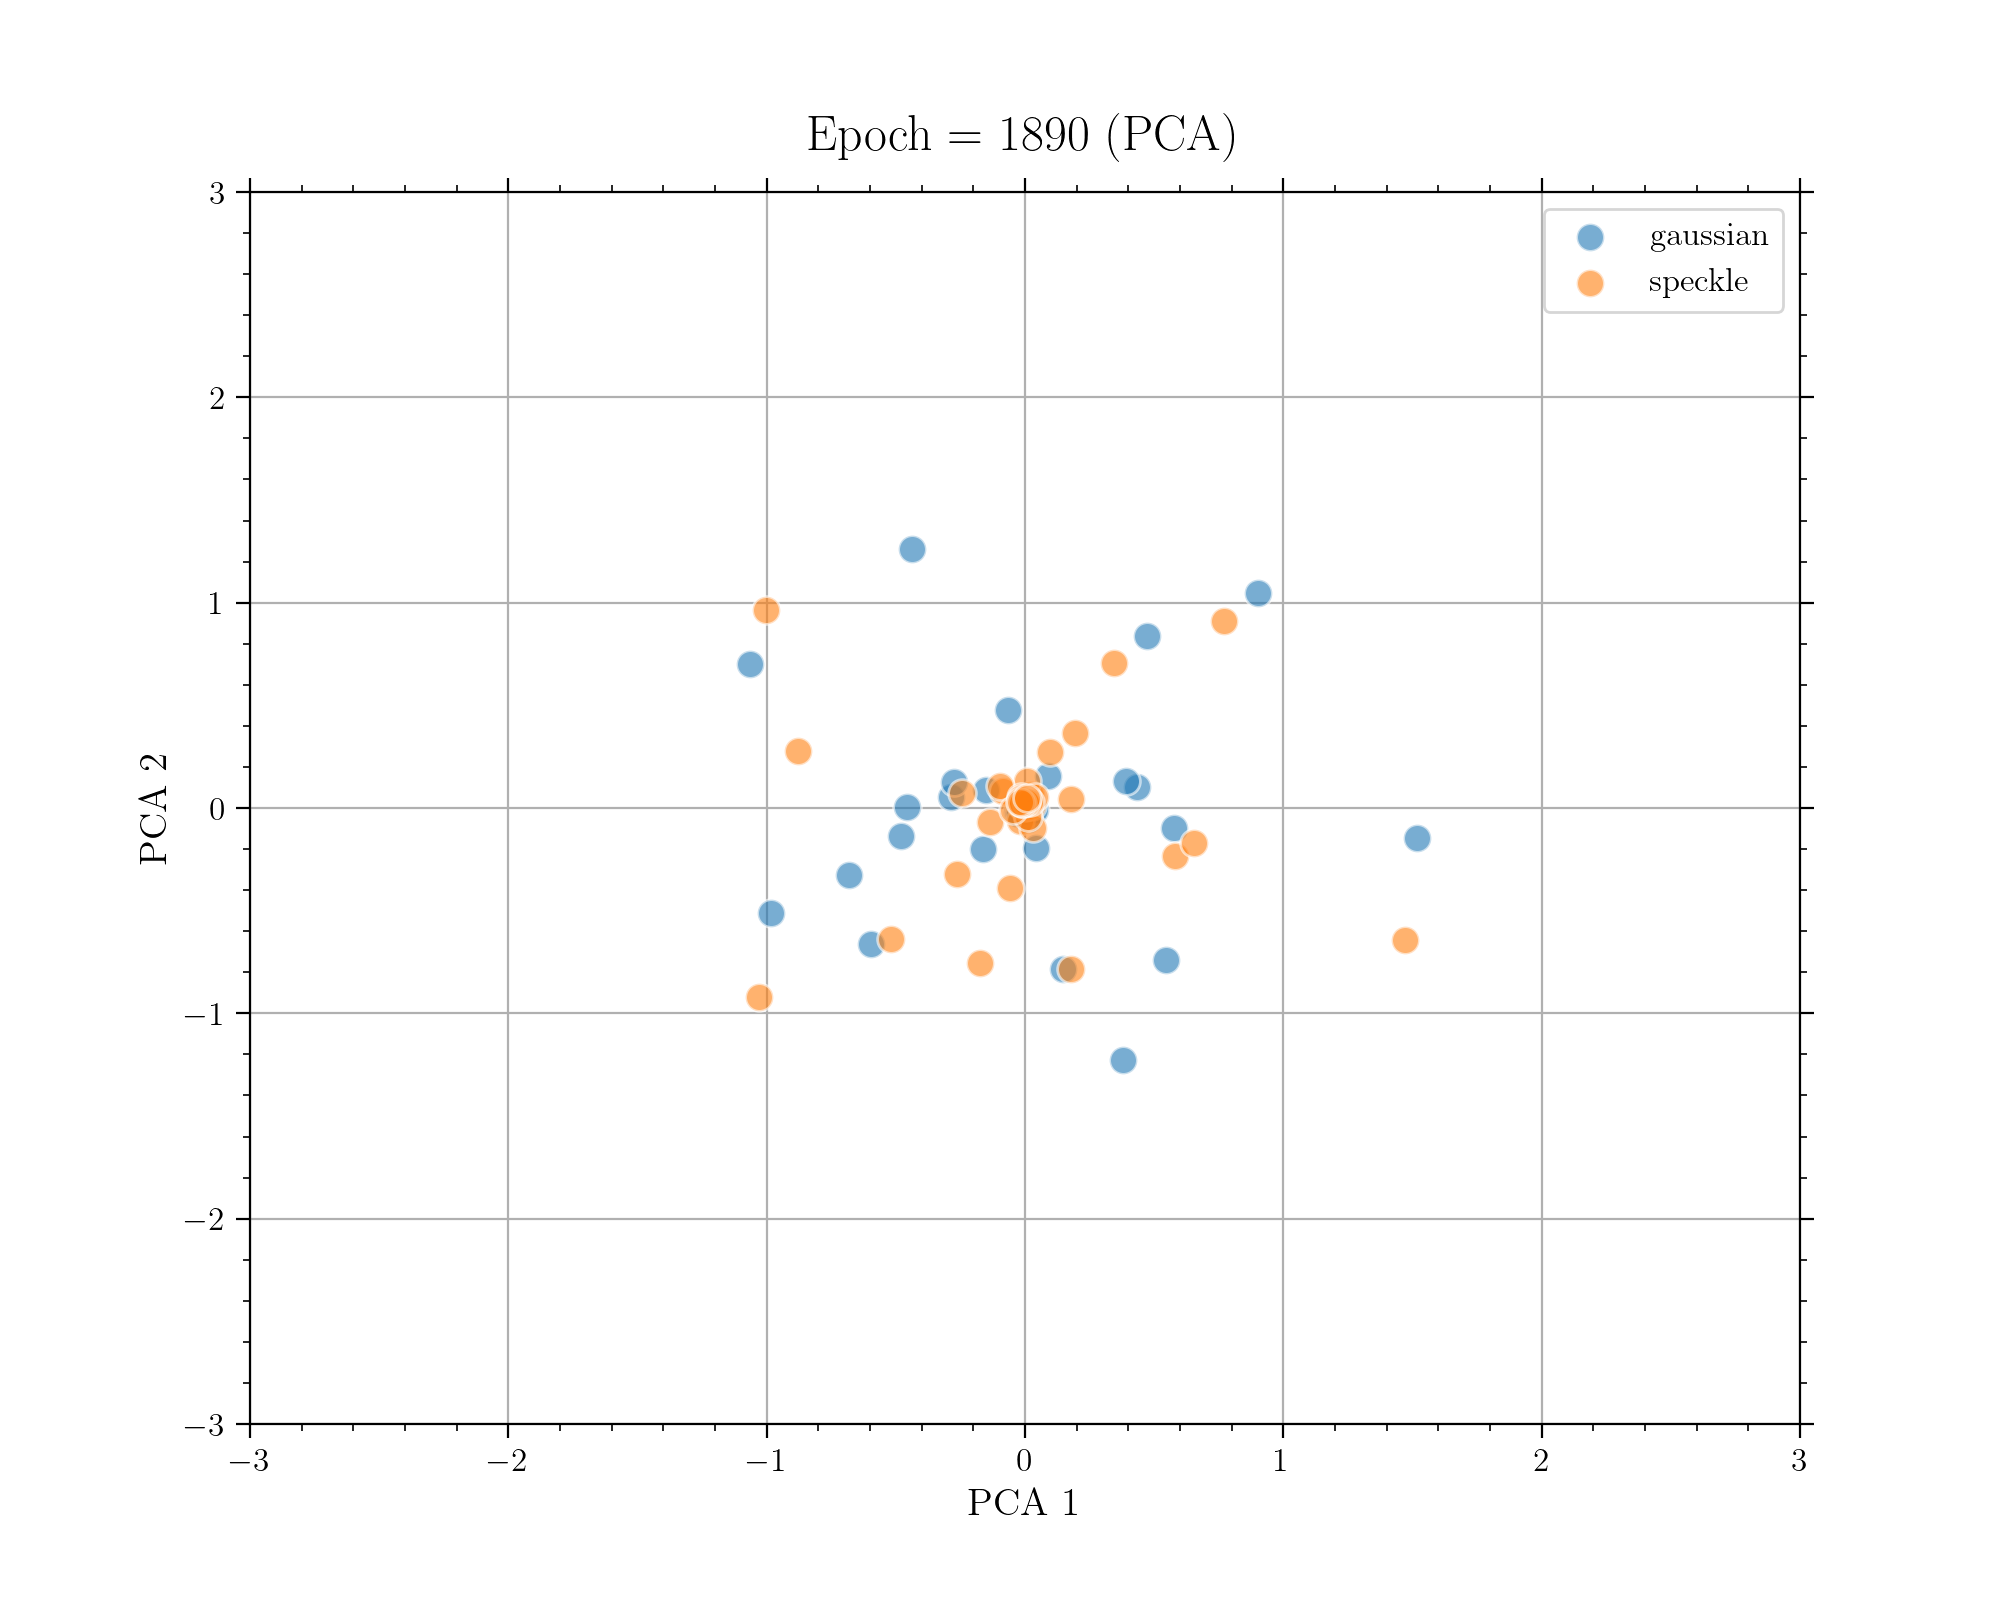 Epoch = 1890 (PCA)
gaussian
speckle
3
2
1
0
−1
−2
−3
PCA 2
−3 −2 −1 0 1 2 3
PCA 1